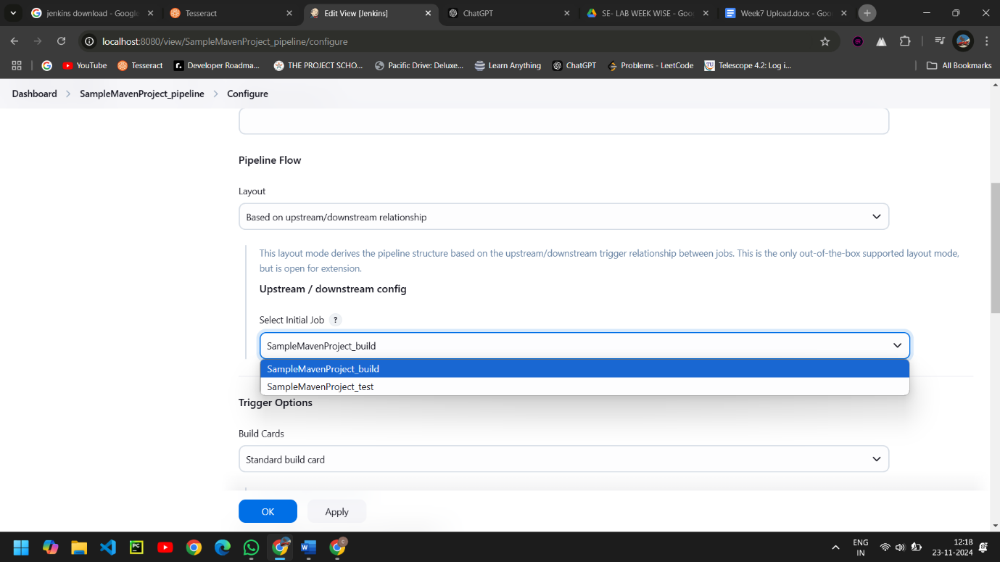 jenkins download - Google
Tesseract
Edit View [Jenkins]
ChatGPT
SE- LAB WEEK WISE - Goo
Week7 Upload.docx - Goo
localhost:8080/view/SampleMavenProject_pipeline/configure
YouTube
Tesseract
Developer Roadma...
THE PROJECT SCHO...
Pacific Drive: Deluxe...
Learn Anything
ChatGPT
Problems - LeetCode
Telescope 4.2: Log i...
All Bookmarks
Dashboard
SampleMavenProject_pipeline
Configure
Pipeline Flow
Layout
Based on upstream/downstream relationship
This layout mode derives the pipeline structure based on the upstream/downstream trigger relationship between jobs. This is the only out-of-the-box supported layout mode,
but is open for extension.
Upstream / downstream config
Select Initial Job ?
SampleMavenProject_build
SampleMavenProject_build
SampleMavenProject_test
Trigger Options
Build Cards
Standard build card
OK
Apply
ENG
IN
12:18
23-11-2024